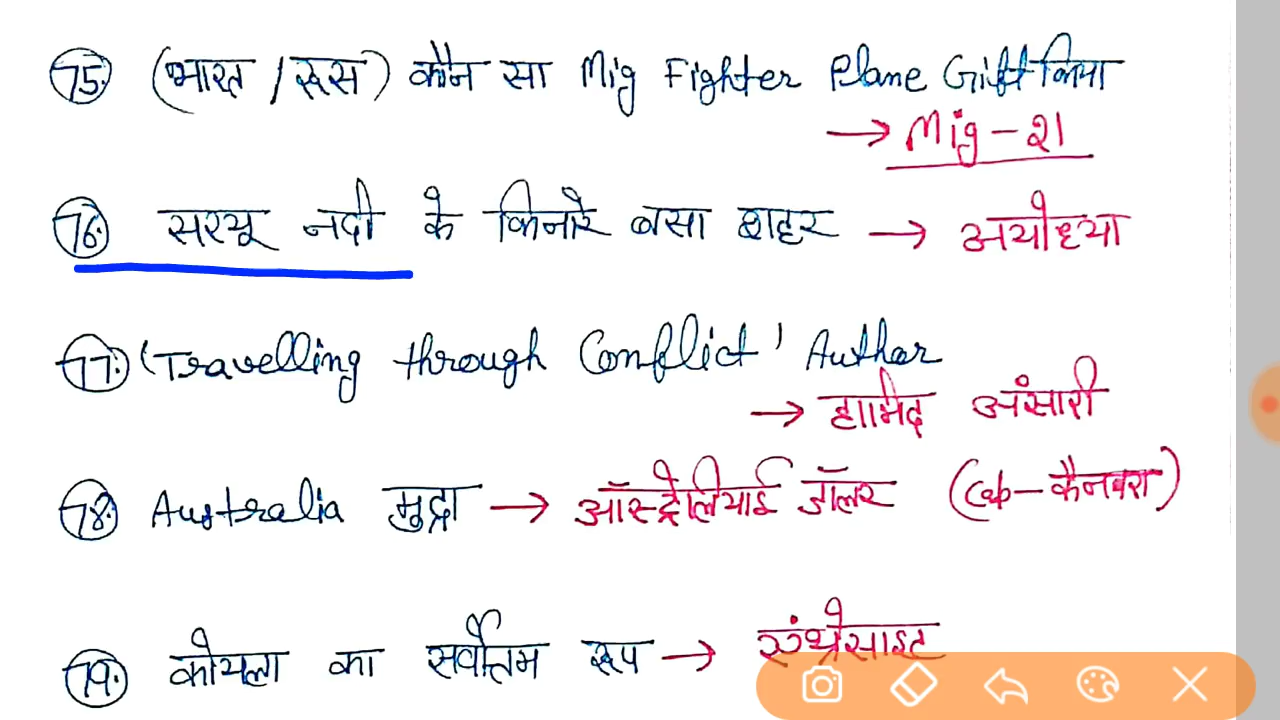 75. (भारत / रूस) कौन सा Mig Fighter Plane Gift किया
→ Mig - 21
76. सरयू नदी के किनारे बसा शहर → अयोध्या
77. 'Travelling through Conflict' Author
→ हामिद अंसारी
78. Australia मुद्रा → ऑस्ट्रेलियाई डॉलर (Cap - कैनबरा)
79. कोयला का सर्वोत्तम रूप → एंथ्रेसाइट